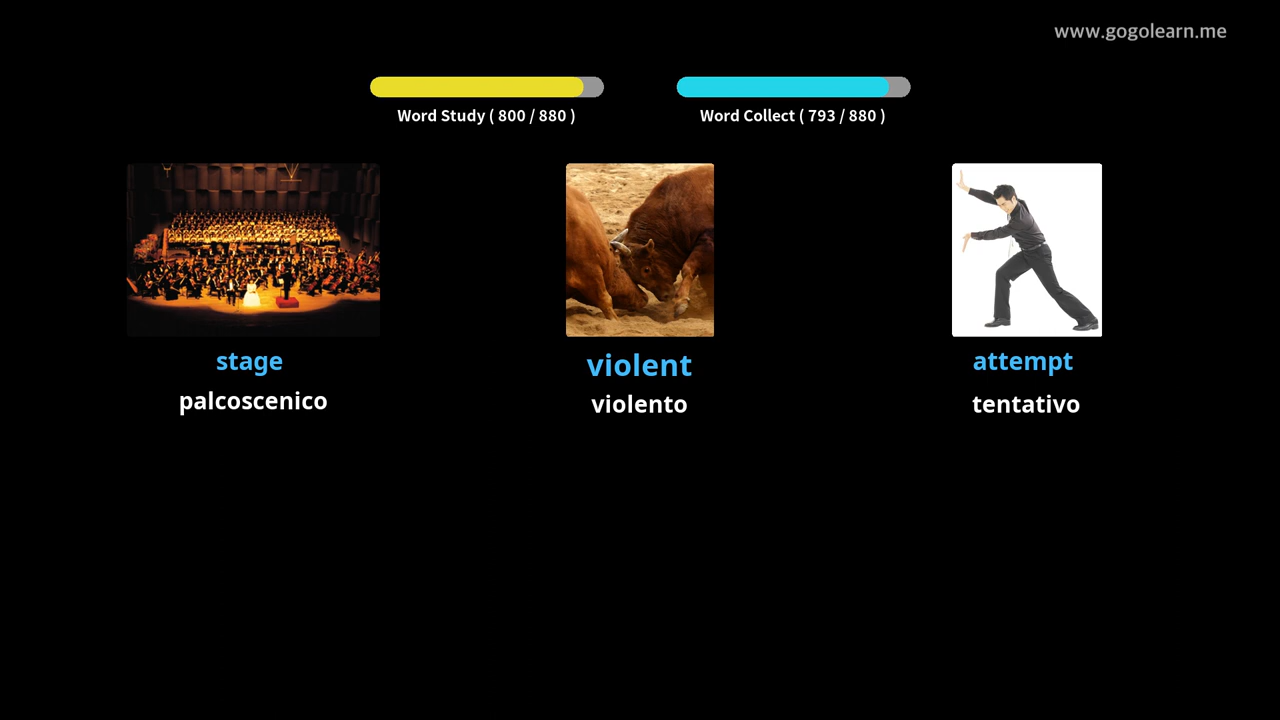 www.gogolearn.me
Word Study ( 800 / 880 )
Word Collect ( 793 / 880 )
stage
violent
attempt
palcoscenico
violento
tentativo